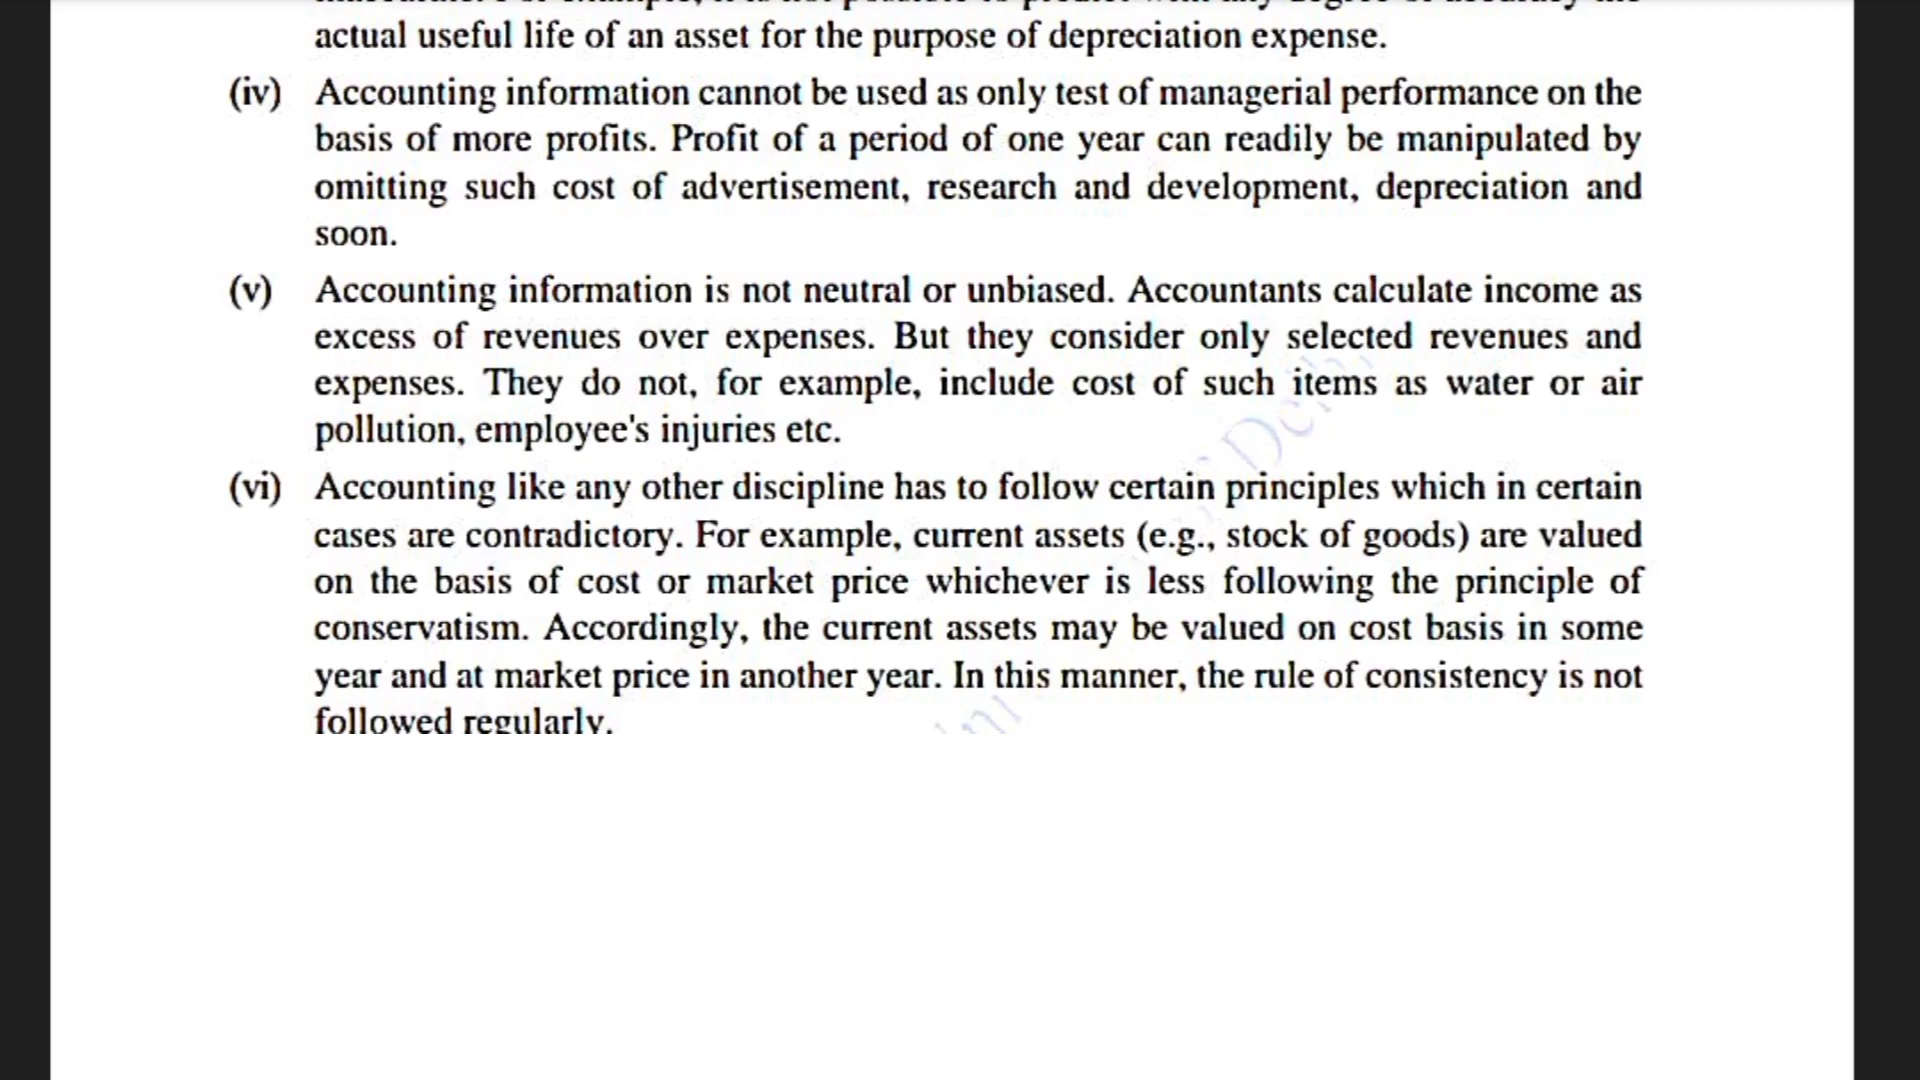 actual useful life of an asset for the purpose of depreciation expense.
(iv) Accounting information cannot be used as only test of managerial performance on the
basis of more profits. Profit of a period of one year can readily be manipulated by
omitting such cost of advertisement, research and development, depreciation and
soon.
(v) Accounting information is not neutral or unbiased. Accountants calculate income as
excess of revenues over expenses. But they consider only selected revenues and
expenses. They do not, for example, include cost of such items as water or air
pollution, employee's injuries etc.
(vi) Accounting like any other discipline has to follow certain principles which in certain
cases are contradictory. For example, current assets (e.g., stock of goods) are valued
on the basis of cost or market price whichever is less following the principle of
conservatism. Accordingly, the current assets may be valued on cost basis in some
year and at market price in another year. In this manner, the rule of consistency is not
followed regularly.